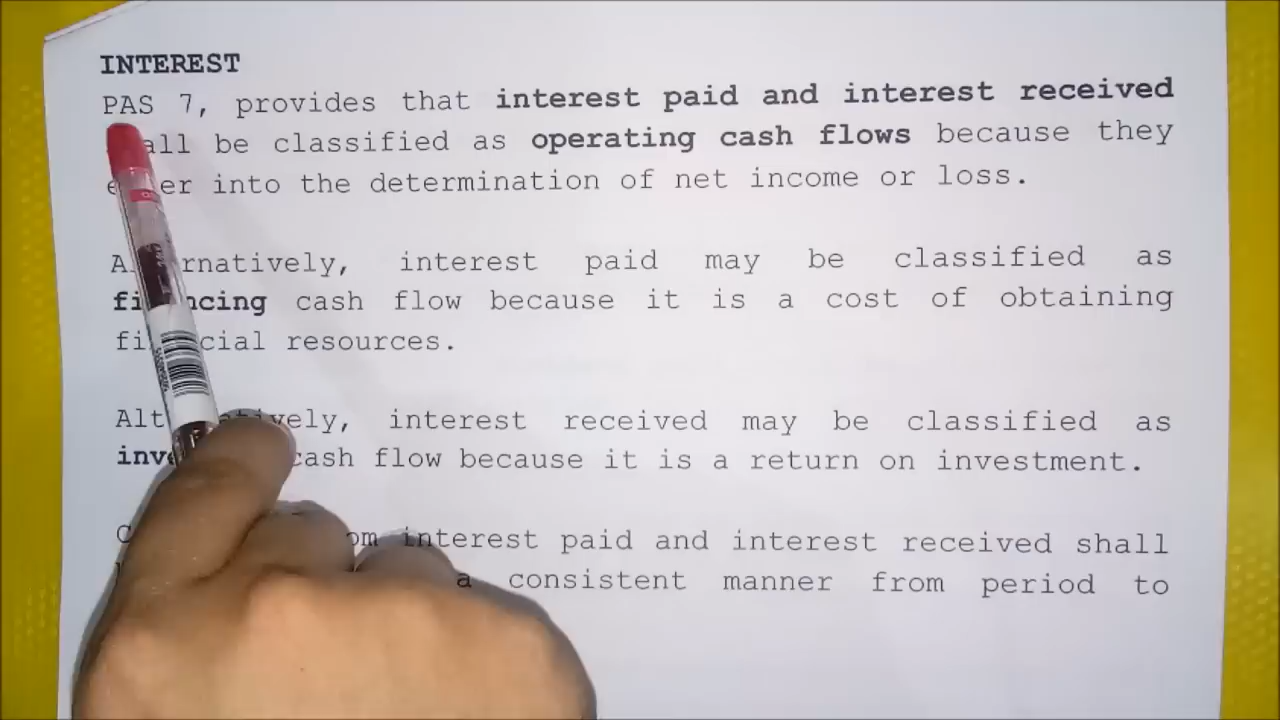 INTEREST
PAS 7, provides that interest paid and interest received
be classified as operating cash flows because they
into the determination of net income or loss.
interest paid may be classified as
cash flow because it is a cost of obtaining
resources.
interest received may be classified as
cash flow because it is a return on investment.
interest paid and interest received shall
a consistent manner from period to